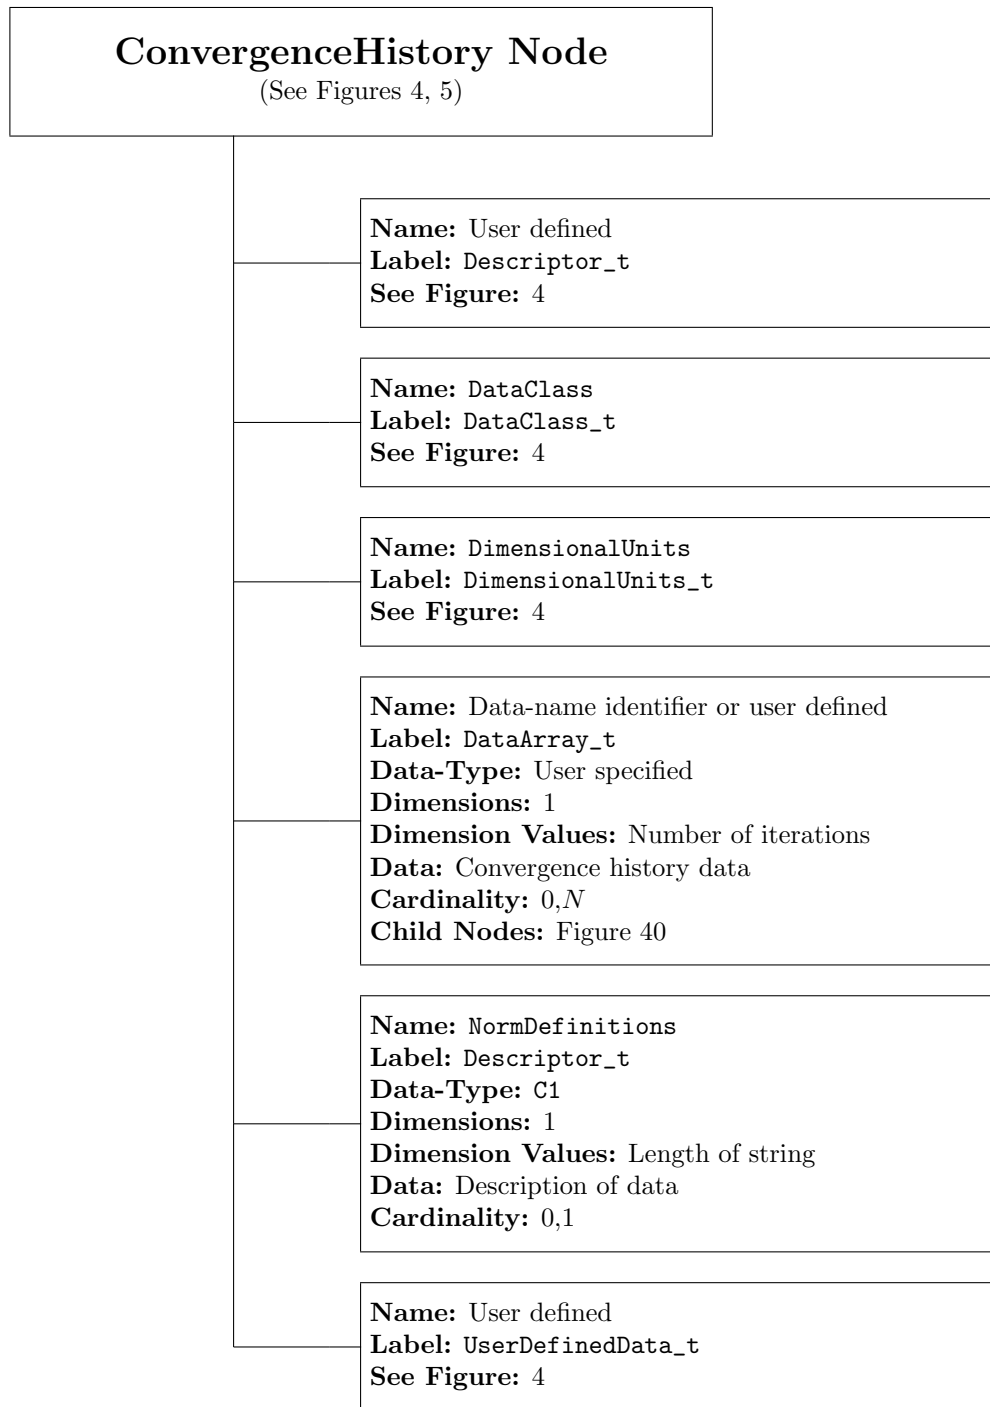 ConvergenceHistory Node
(See Figures 4, 5)
Name: User defined
Label: Descriptor_t
See Figure: 4
Name: DataClass
Label: DataClass_t
See Figure: 4
Name: DimensionalUnits
Label: DimensionalUnits_t
See Figure: 4
Name: Data-name identifier or user defined
Label: DataArray_t
Data-Type: User specified
Dimensions: 1
Dimension Values: Number of iterations
Data: Convergence history data
Cardinality: 0,N
Child Nodes: Figure 40
Name: NormDefinitions
Label: Descriptor_t
Data-Type: C1
Dimensions: 1
Dimension Values: Length of string
Data: Description of data
Cardinality: 0,1
Name: User defined
Label: UserDefinedData_t
See Figure: 4